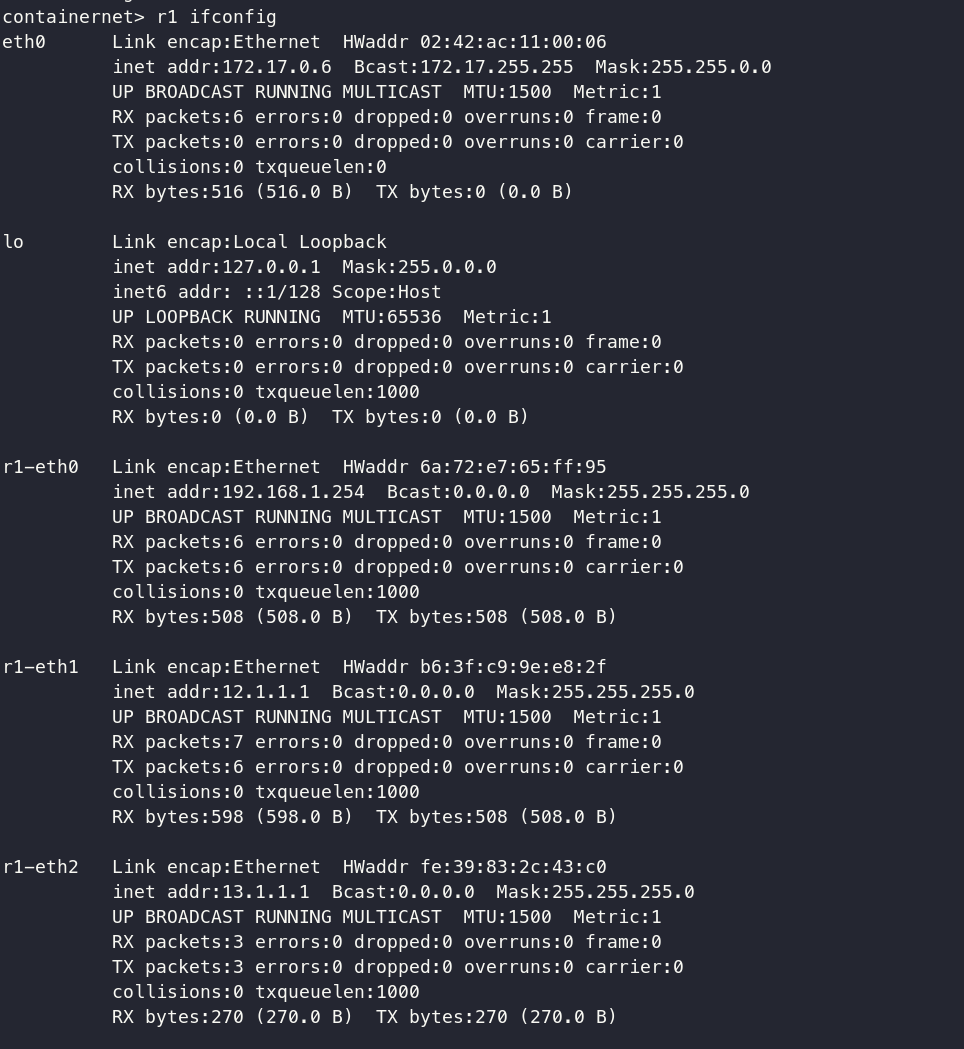 containernet> r1 ifconfig
eth0      Link encap:Ethernet  HWaddr 02:42:ac:11:00:06
          inet addr:172.17.0.6  Bcast:172.17.255.255  Mask:255.255.0.0
          UP BROADCAST RUNNING MULTICAST  MTU:1500  Metric:1
          RX packets:6 errors:0 dropped:0 overruns:0 frame:0
          TX packets:0 errors:0 dropped:0 overruns:0 carrier:0
          collisions:0 txqueuelen:0
          RX bytes:516 (516.0 B)  TX bytes:0 (0.0 B)

lo        Link encap:Local Loopback
          inet addr:127.0.0.1  Mask:255.0.0.0
          inet6 addr: ::1/128 Scope:Host
          UP LOOPBACK RUNNING  MTU:65536  Metric:1
          RX packets:0 errors:0 dropped:0 overruns:0 frame:0
          TX packets:0 errors:0 dropped:0 overruns:0 carrier:0
          collisions:0 txqueuelen:1000
          RX bytes:0 (0.0 B)  TX bytes:0 (0.0 B)

r1-eth0   Link encap:Ethernet  HWaddr 6a:72:e7:65:ff:95
          inet addr:192.168.1.254  Bcast:0.0.0.0  Mask:255.255.255.0
          UP BROADCAST RUNNING MULTICAST  MTU:1500  Metric:1
          RX packets:6 errors:0 dropped:0 overruns:0 frame:0
          TX packets:6 errors:0 dropped:0 overruns:0 carrier:0
          collisions:0 txqueuelen:1000
          RX bytes:508 (508.0 B)  TX bytes:508 (508.0 B)

r1-eth1   Link encap:Ethernet  HWaddr b6:3f:c9:9e:e8:2f
          inet addr:12.1.1.1  Bcast:0.0.0.0  Mask:255.255.255.0
          UP BROADCAST RUNNING MULTICAST  MTU:1500  Metric:1
          RX packets:7 errors:0 dropped:0 overruns:0 frame:0
          TX packets:6 errors:0 dropped:0 overruns:0 carrier:0
          collisions:0 txqueuelen:1000
          RX bytes:598 (598.0 B)  TX bytes:508 (508.0 B)

r1-eth2   Link encap:Ethernet  HWaddr fe:39:83:2c:43:c0
          inet addr:13.1.1.1  Bcast:0.0.0.0  Mask:255.255.255.0
          UP BROADCAST RUNNING MULTICAST  MTU:1500  Metric:1
          RX packets:3 errors:0 dropped:0 overruns:0 frame:0
          TX packets:3 errors:0 dropped:0 overruns:0 carrier:0
          collisions:0 txqueuelen:1000
          RX bytes:270 (270.0 B)  TX bytes:270 (270.0 B)